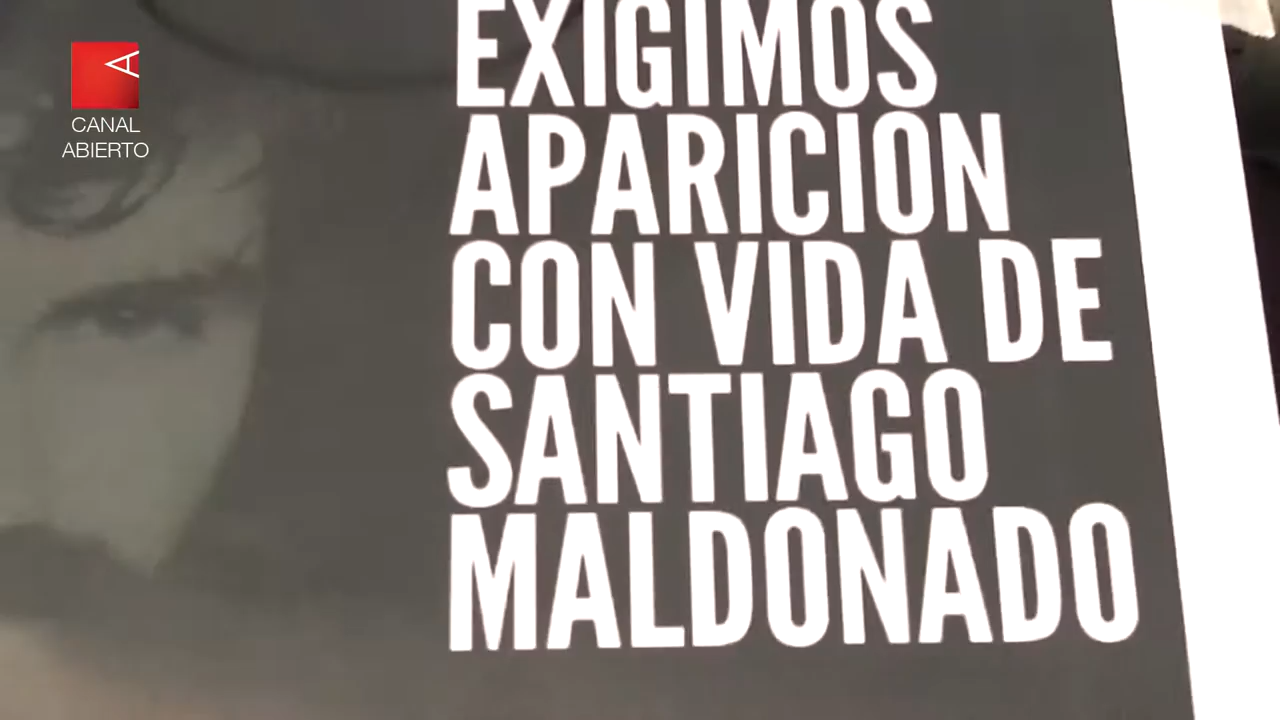 CANAL
ABIERTO
EXIGIMOS
APARICION
CON VIDA DE
SANTIAGO
MALDONADO